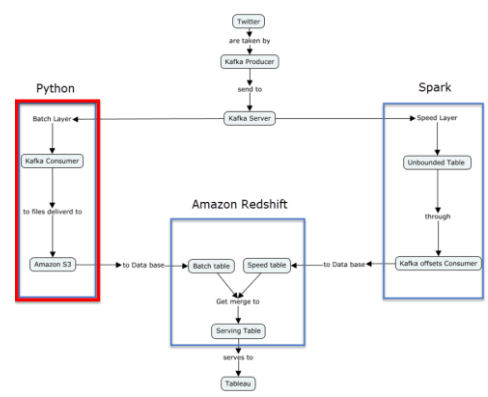 Twitter
are taken by
Kafka Producer
send to
Python
Spark
Batch Layer
Kafka Server
Speed Layer
Kafka Consumer
Unbounded Table
Amazon Redshift
to files deliverd to
through
Amazon S3
to Data base
Batch table
Speed table
to Data base
Kafka offsets Consumer
Get merge to
Serving Table
serves to
Tableau